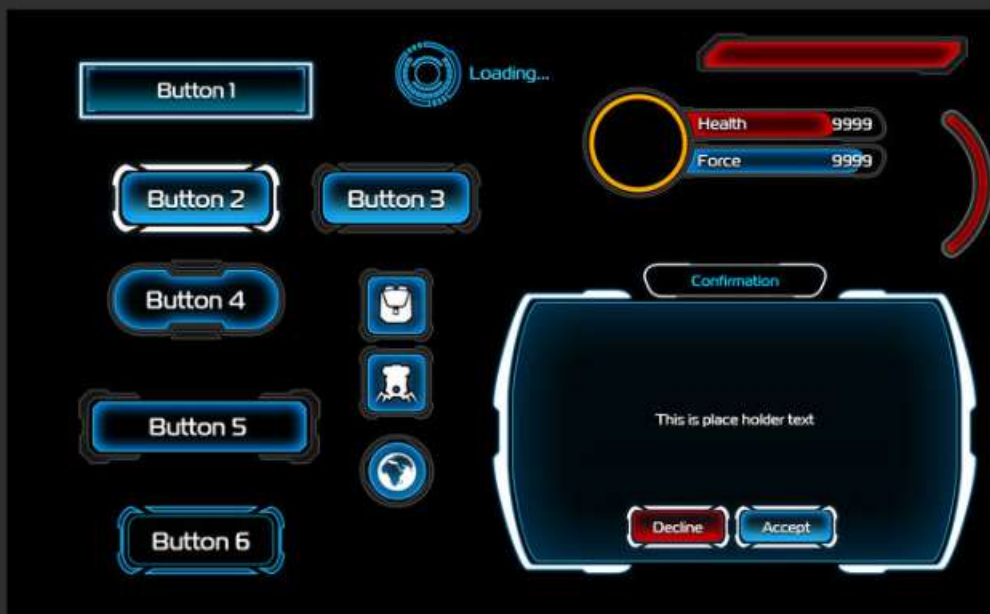 Button 1
Loading...
Health 9999
Force 9999
Button 2
Button 3
Button 4
Confirmation
This is place holder text
Button 5
Decline
Accept
Button 6